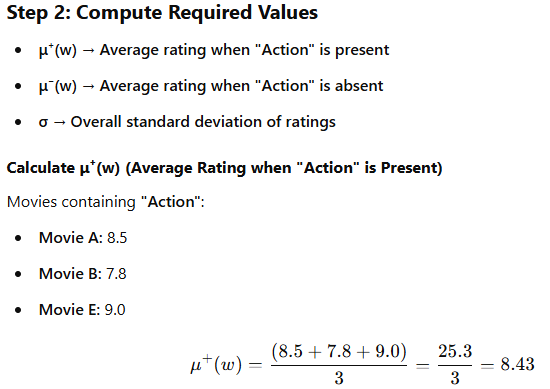 Step 2: Compute Required Values
• μ⁺(w) → Average rating when "Action" is present
• μ⁻(w) → Average rating when "Action" is absent
• σ → Overall standard deviation of ratings
Calculate μ⁺(w) (Average Rating when "Action" is Present)
Movies containing "Action":
• Movie A: 8.5
• Movie B: 7.8
• Movie E: 9.0
μ⁺(w) = (8.5 + 7.8 + 9.0)/3 = 25.3/3 = 8.43